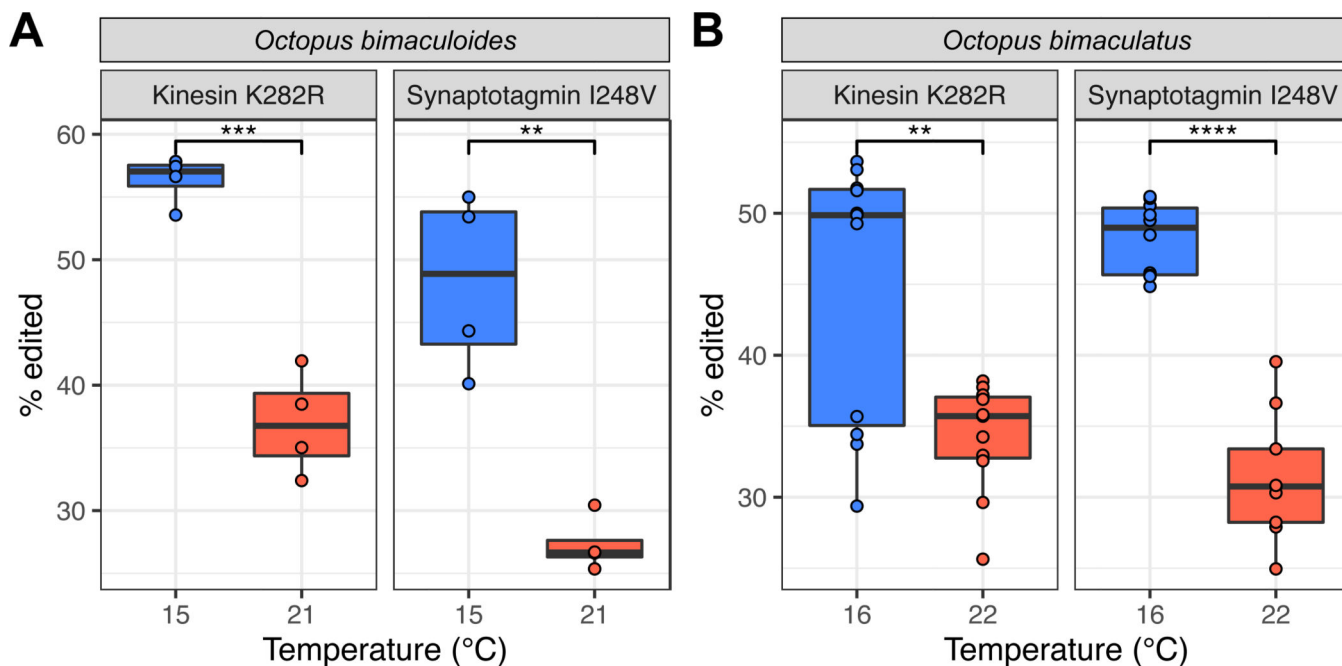 A
B
Octopus bimaculoides
Octopus bimaculatus
Kinesin K282R
Synaptotagmin I248V
Kinesin K282R
Synaptotagmin I248V
***
**
**
****
% edited
60
50
40
30
% edited
50
40
30
15
21
15
21
16
22
16
22
Temperature (°C)
Temperature (°C)